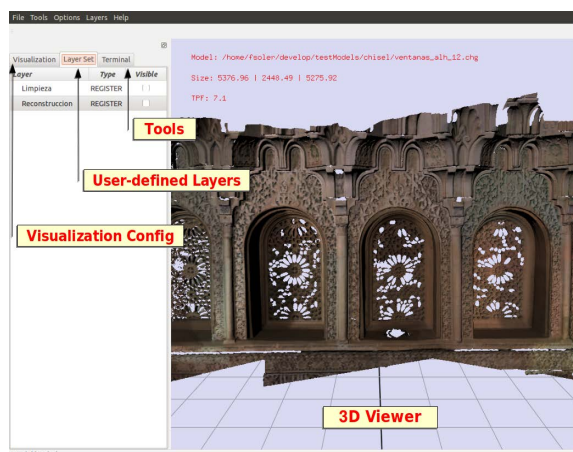 File Tools Options Layers Help
Visualization Layer Set Terminal
Layer Type Visible
Limpieza REGISTER
Reconstruccion REGISTER
Model: /home/fsoler/develop/testModels/chisel/ventanas_alh_12.chg
Size: 5376.96 | 2448.49 | 5275.92
TPF: 7.1
Tools
User-defined Layers
Visualization Config
3D Viewer